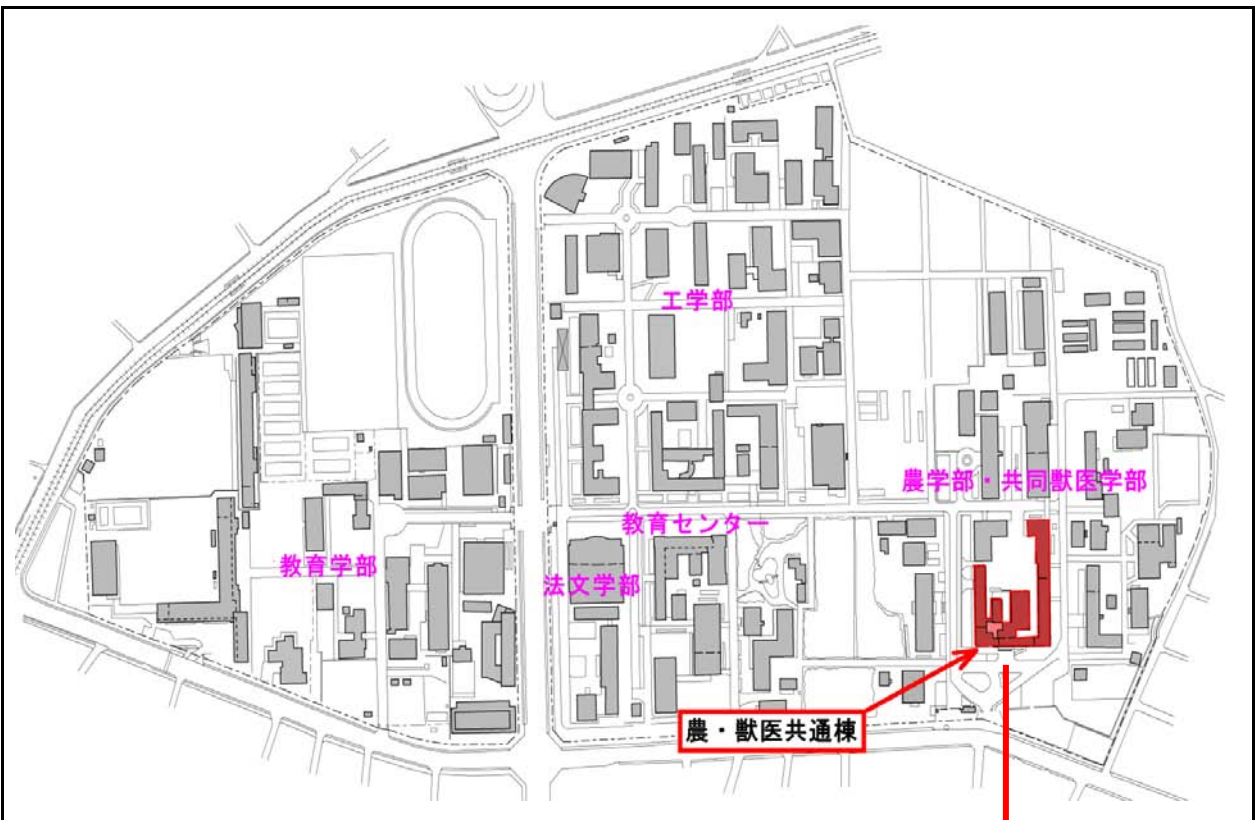 工学部
農学部・共同獣医学部
教育センター
教育学部
法文学部
農・獣医共通棟